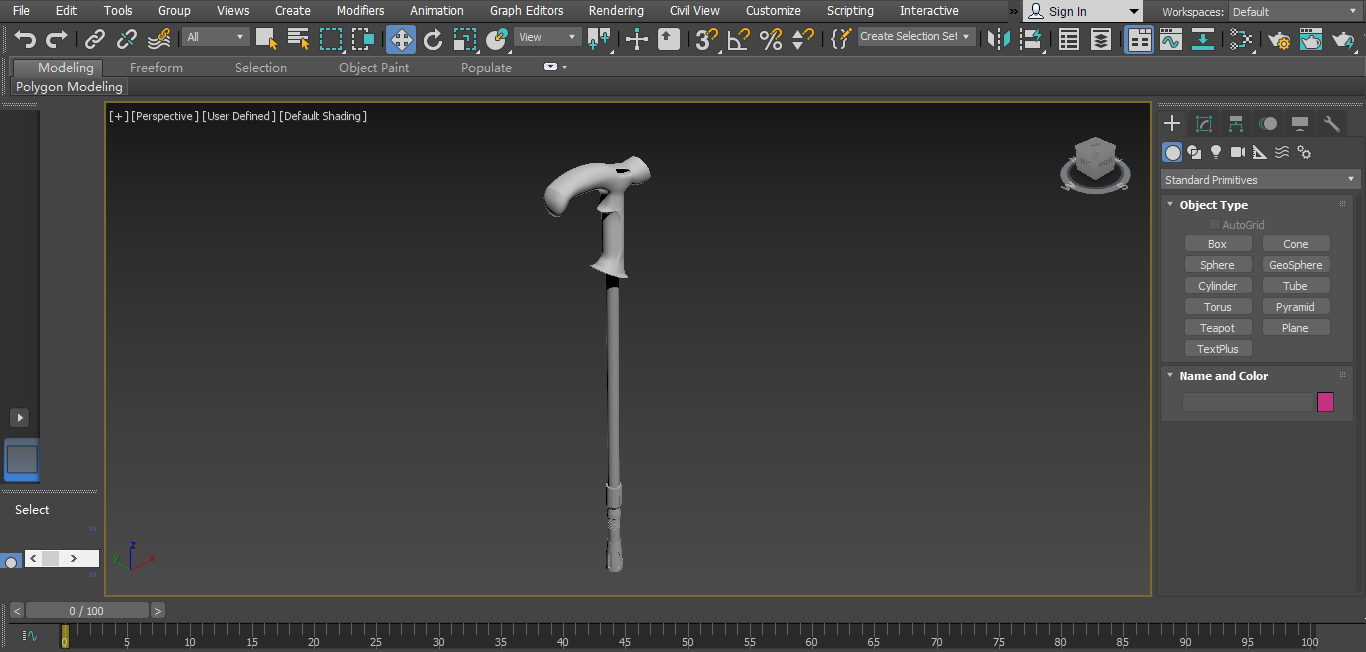 File Edit Tools Group Views Create Modifiers Animation Graph Editors Rendering Civil View Customize Scripting Interactive » Sign In Workspaces: Default
All View 3 Create Selection Set
Modeling Freeform Selection Object Paint Populate
Polygon Modeling
[+] [Perspective ] [User Defined ] [Default Shading ]
Standard Primitives
Object Type
AutoGrid
Box Cone
Sphere GeoSphere
Cylinder Tube
Torus Pyramid
Teapot Plane
TextPlus
Name and Color
Select
z
y x
< 0 / 100 >
0 5 10 15 20 25 30 35 40 45 50 55 60 65 70 75 80 85 90 95 100